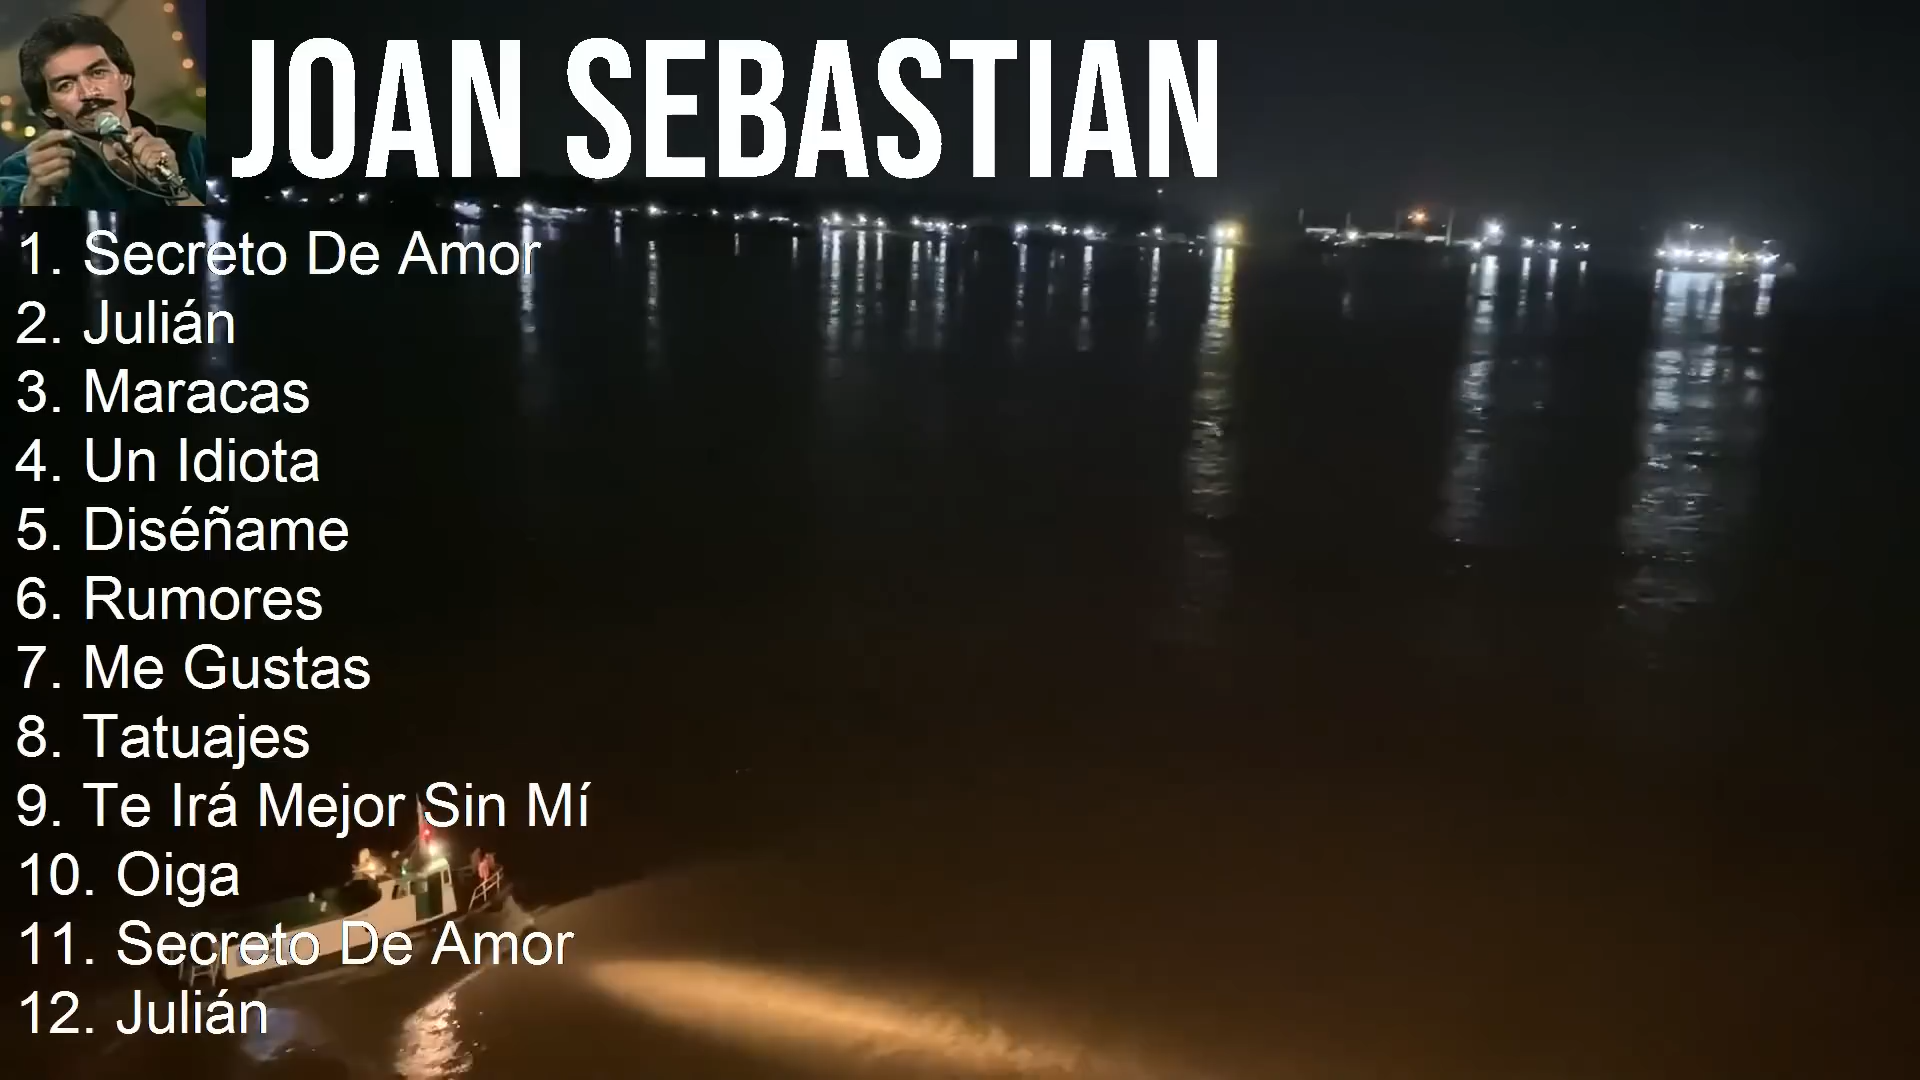 JOAN SEBASTIAN
1. Secreto De Amor
2. Julián
3. Maracas
4. Un Idiota
5. Diséñame
6. Rumores
7. Me Gustas
8. Tatuajes
9. Te Irá Mejor Sin Mí
10. Oiga
11. Secreto De Amor
12. Julián